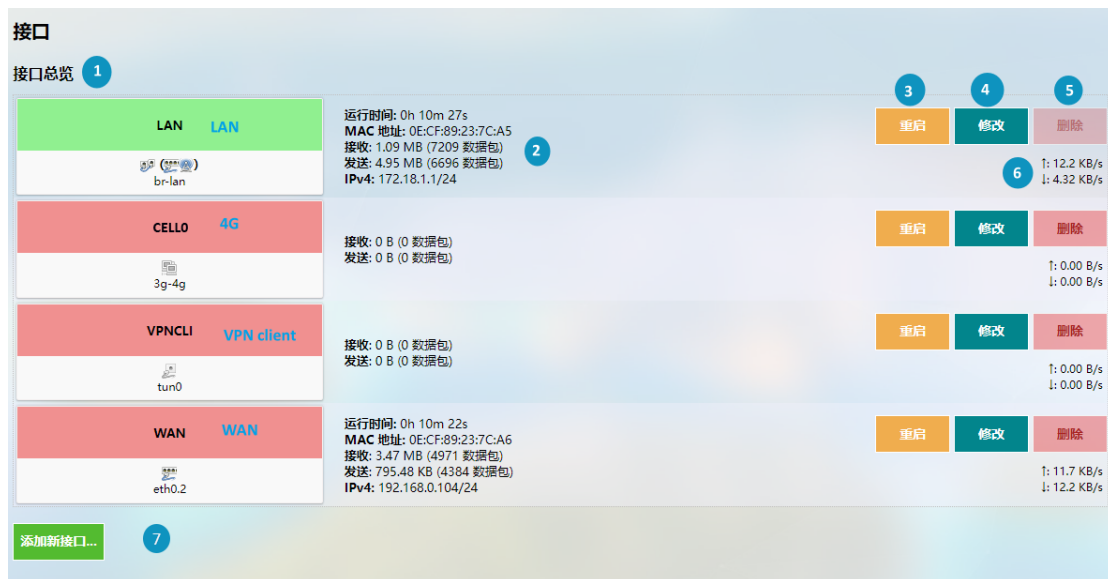 接口
接口总览 1
3 4 5
LAN LAN
br-lan
运行时间: 0h 10m 27s
MAC 地址: 0E:CF:89:23:7C:A5
接收: 1.09 MB (7209 数据包)
发送: 4.95 MB (6696 数据包)
IPv4: 172.18.1.1/24
2
重启 修改 删除
6
↑: 12.2 KB/s
↓: 4.32 KB/s
CELL0 4G
3g-4g
接收: 0 B (0 数据包)
发送: 0 B (0 数据包)
重启 修改 删除
↑: 0.00 B/s
↓: 0.00 B/s
VPNCLI VPN client
tun0
接收: 0 B (0 数据包)
发送: 0 B (0 数据包)
重启 修改 删除
↑: 0.00 B/s
↓: 0.00 B/s
WAN WAN
eth0.2
运行时间: 0h 10m 22s
MAC 地址: 0E:CF:89:23:7C:A6
接收: 3.47 MB (4971 数据包)
发送: 795.48 KB (4384 数据包)
IPv4: 192.168.0.104/24
重启 修改 删除
↑: 11.7 KB/s
↓: 12.2 KB/s
添加新接口... 7